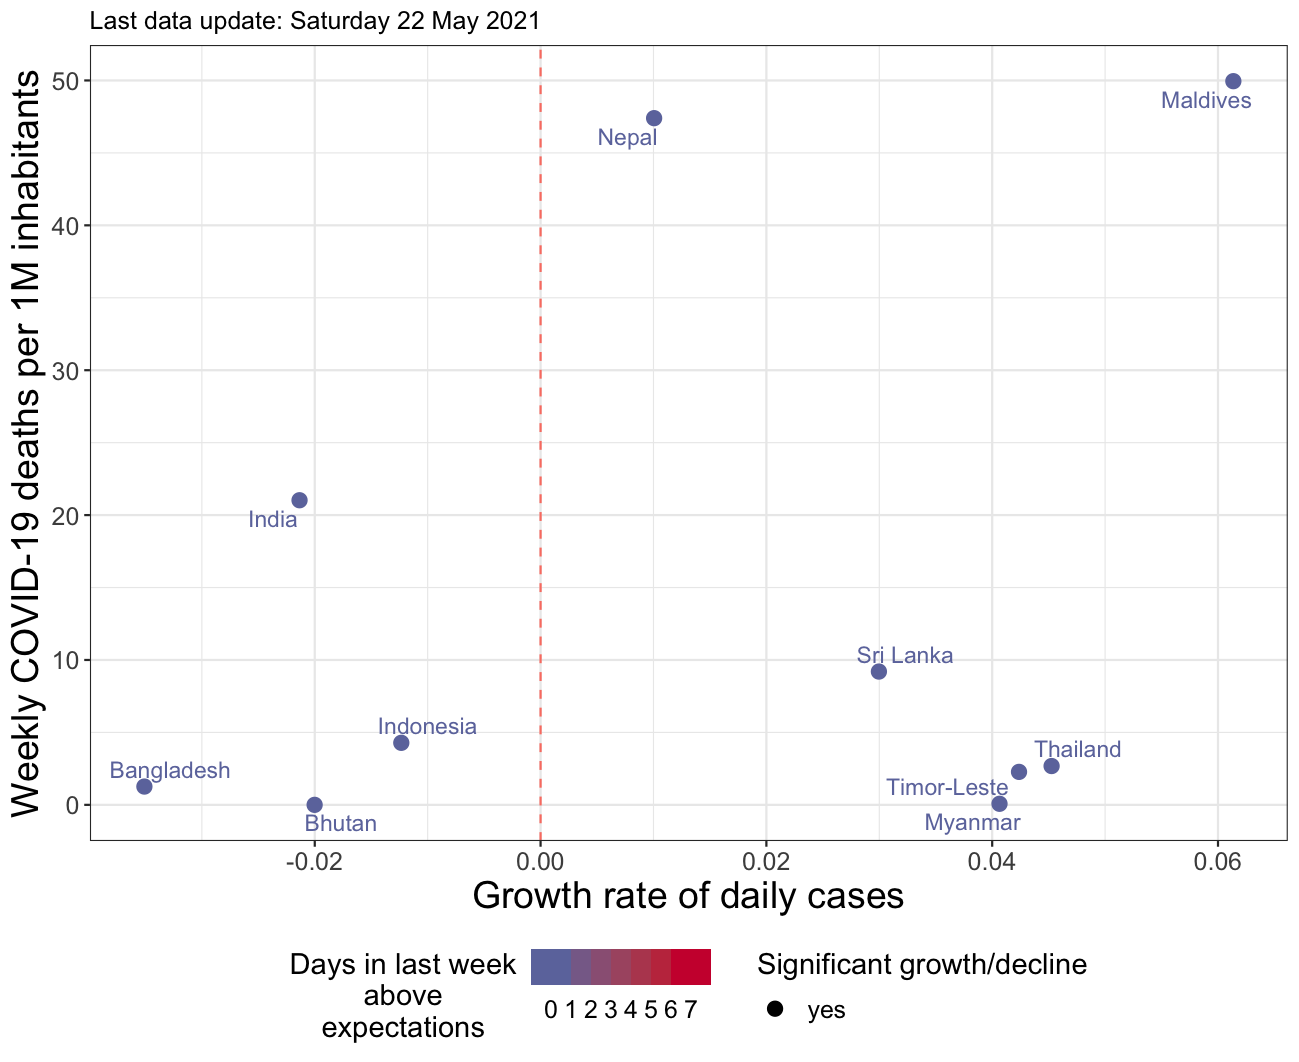 Last data update: Saturday 22 May 2021
Weekly COVID-19 deaths per 1M inhabitants
50
40
30
20
10
0
Maldives
Nepal
India
Sri Lanka
Indonesia
Thailand
Bangladesh
Timor-Leste
Bhutan
Myanmar
-0.02 0.00 0.02 0.04 0.06
Growth rate of daily cases
Days in last week
above
expectations
0 1 2 3 4 5 6 7
Significant growth/decline
yes